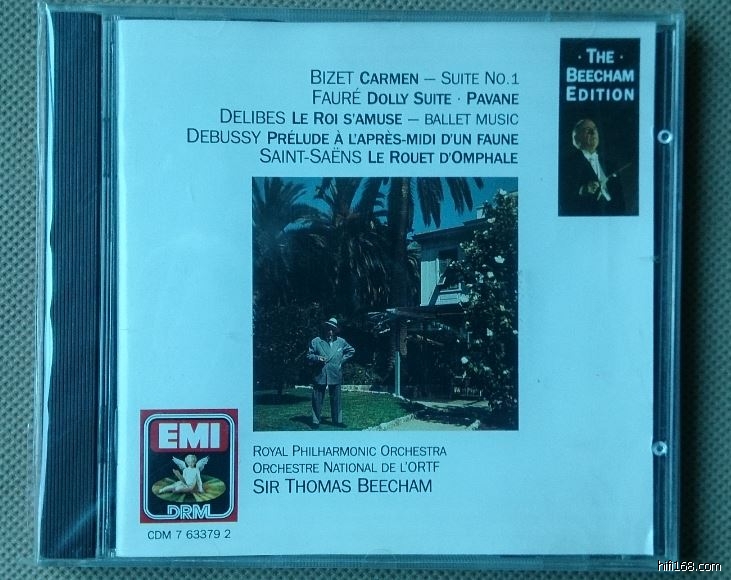 BIZET CARMEN – SUITE NO.1
FAURÉ DOLLY SUITE · PAVANE
DELIBES LE ROI S'AMUSE – BALLET MUSIC
DEBUSSY PRÉLUDE À L'APRÈS-MIDI D'UN FAUNE
SAINT-SAËNS LE ROUET D'OMPHALE
· THE ·
BEECHAM
EDITION
EMI
DRM
CDM 7 63379 2
ROYAL PHILHARMONIC ORCHESTRA
ORCHESTRE NATIONAL DE L'ORTF
SIR THOMAS BEECHAM
hifi168.com